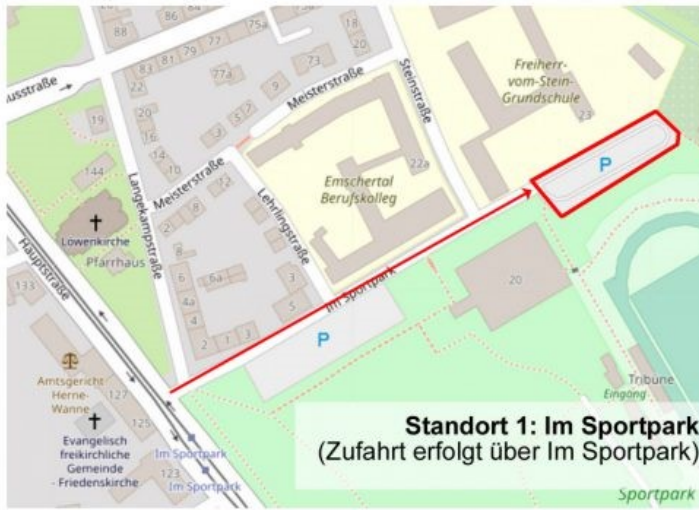 86
84
88
75a
75
77
79
81
83
18
20
73
77a
7
9
5
3
usstraße
22
20
16
14
10
19
144
12
8
2
Meisterstraße
Steinstraße
Freiherr-
vom-Stein-
Grundschule
23
P
Meisterstraße
Lehrlingstraße
Langekampstraße
Emschertal
Berufskolleg
22a
Löwenkirche
Pfarrhaus
Hauptstraße
133
6
6a
4a
4
2
1
3
3
5
Im Sportpark
P
20
Amtsgericht
Herne-
Wanne
127
125
Evangelisch
freikirchliche
Gemeinde
- Friedenskirche
123
Im Sportpark
Im Sportpark
Tribüne
Eingang
Standort 1: Im Sportpark
(Zufahrt erfolgt über Im Sportpark)
Sportpark